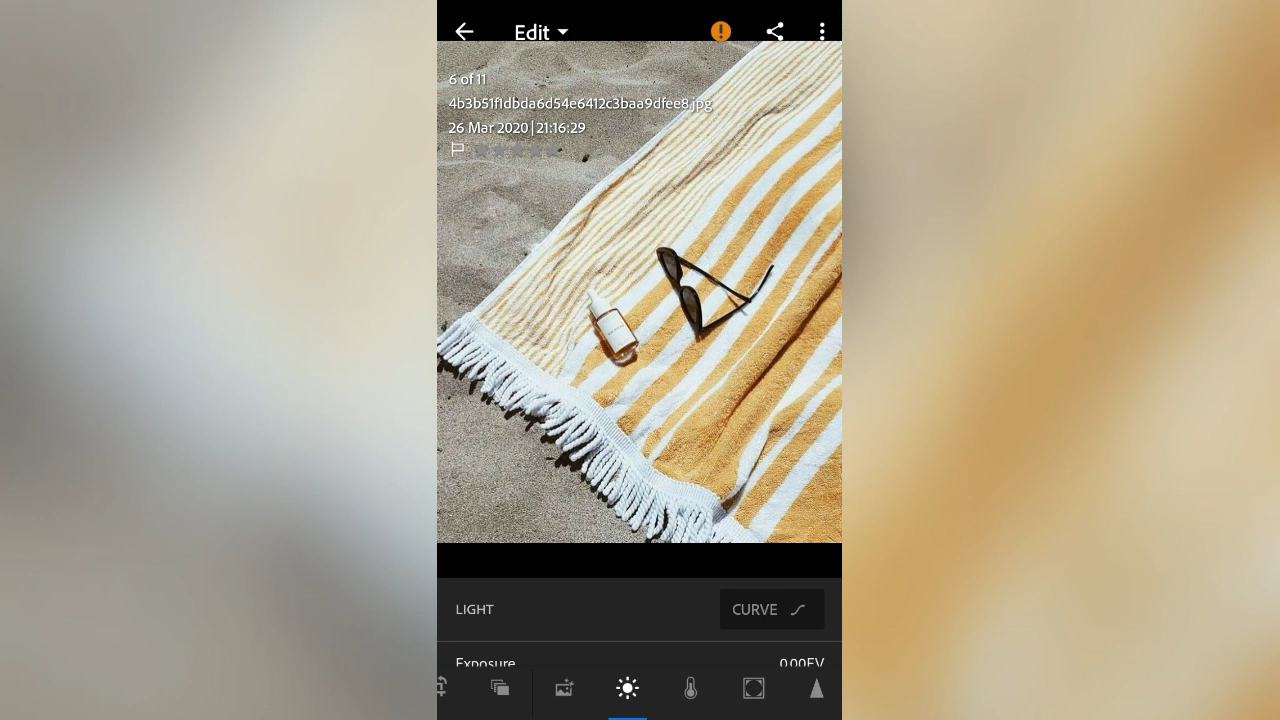 Edit
6 of 11
4b3b51f1dbda6d54e6412c3baa9dfee8.jpg
26 Mar 2020 | 21:16:29
LIGHT
CURVE
Exposure
0.00EV